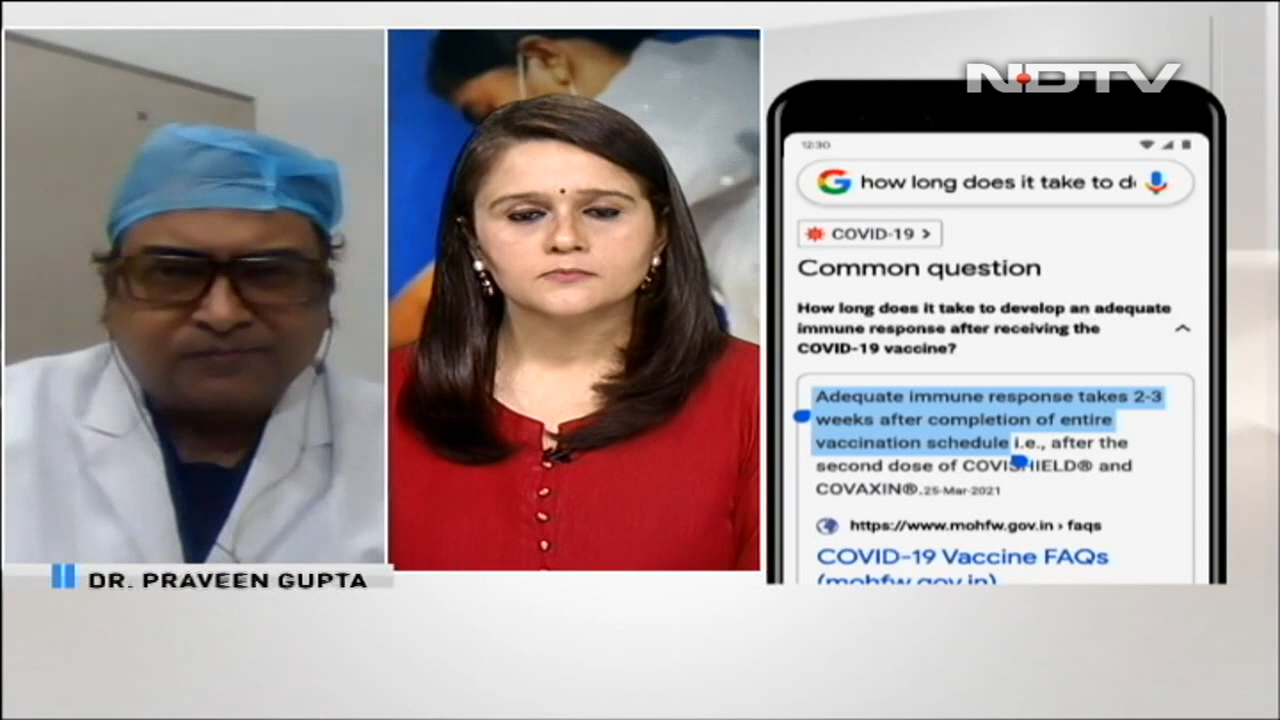 NDTV
12:30
how long does it take to d
COVID-19 >
Common question
How long does it take to develop an adequate
immune response after receiving the
COVID-19 vaccine?
Adequate immune response takes 2-3
weeks after completion of entire
vaccination schedule i.e., after the
second dose of COVISHIELD® and
COVAXIN®.25-Mar-2021
https://www.mohfw.gov.in › faqs
COVID-19 Vaccine FAQs
(mohfw.gov.in)
DR. PRAVEEN GUPTA